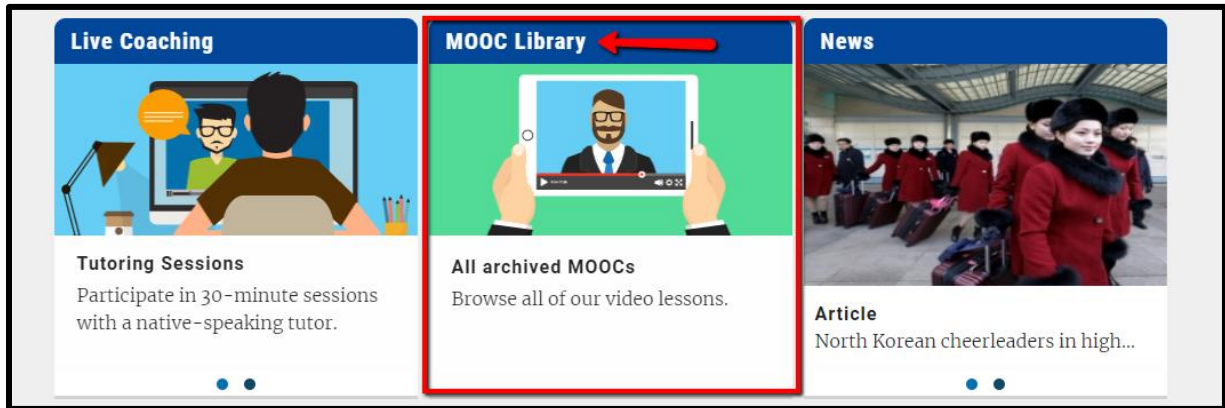 Live Coaching
Tutoring Sessions
Participate in 30-minute sessions
with a native-speaking tutor.
MOOC Library
All archived MOOCs
Browse all of our video lessons.
News
Article
North Korean cheerleaders in high...